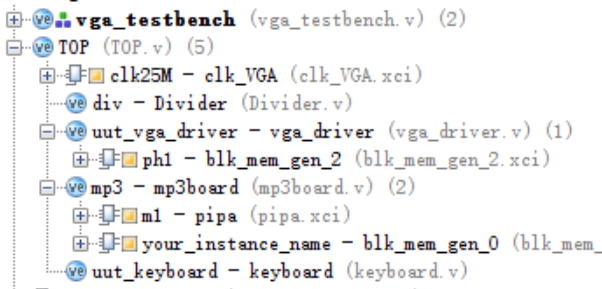 vga_testbench (vga_testbench.v) (2)
TOP (TOP.v) (5)
clk25M - clk_VGA (clk_VGA.xci)
div - Divider (Divider.v)
uut_vga_driver - vga_driver (vga_driver.v) (1)
ph1 - blk_mem_gen_2 (blk_mem_gen_2.xci)
mp3 - mp3board (mp3board.v) (2)
m1 - pipa (pipa.xci)
your_instance_name - blk_mem_gen_0 (blk_mem_
uut_keyboard - keyboard (keyboard.v)